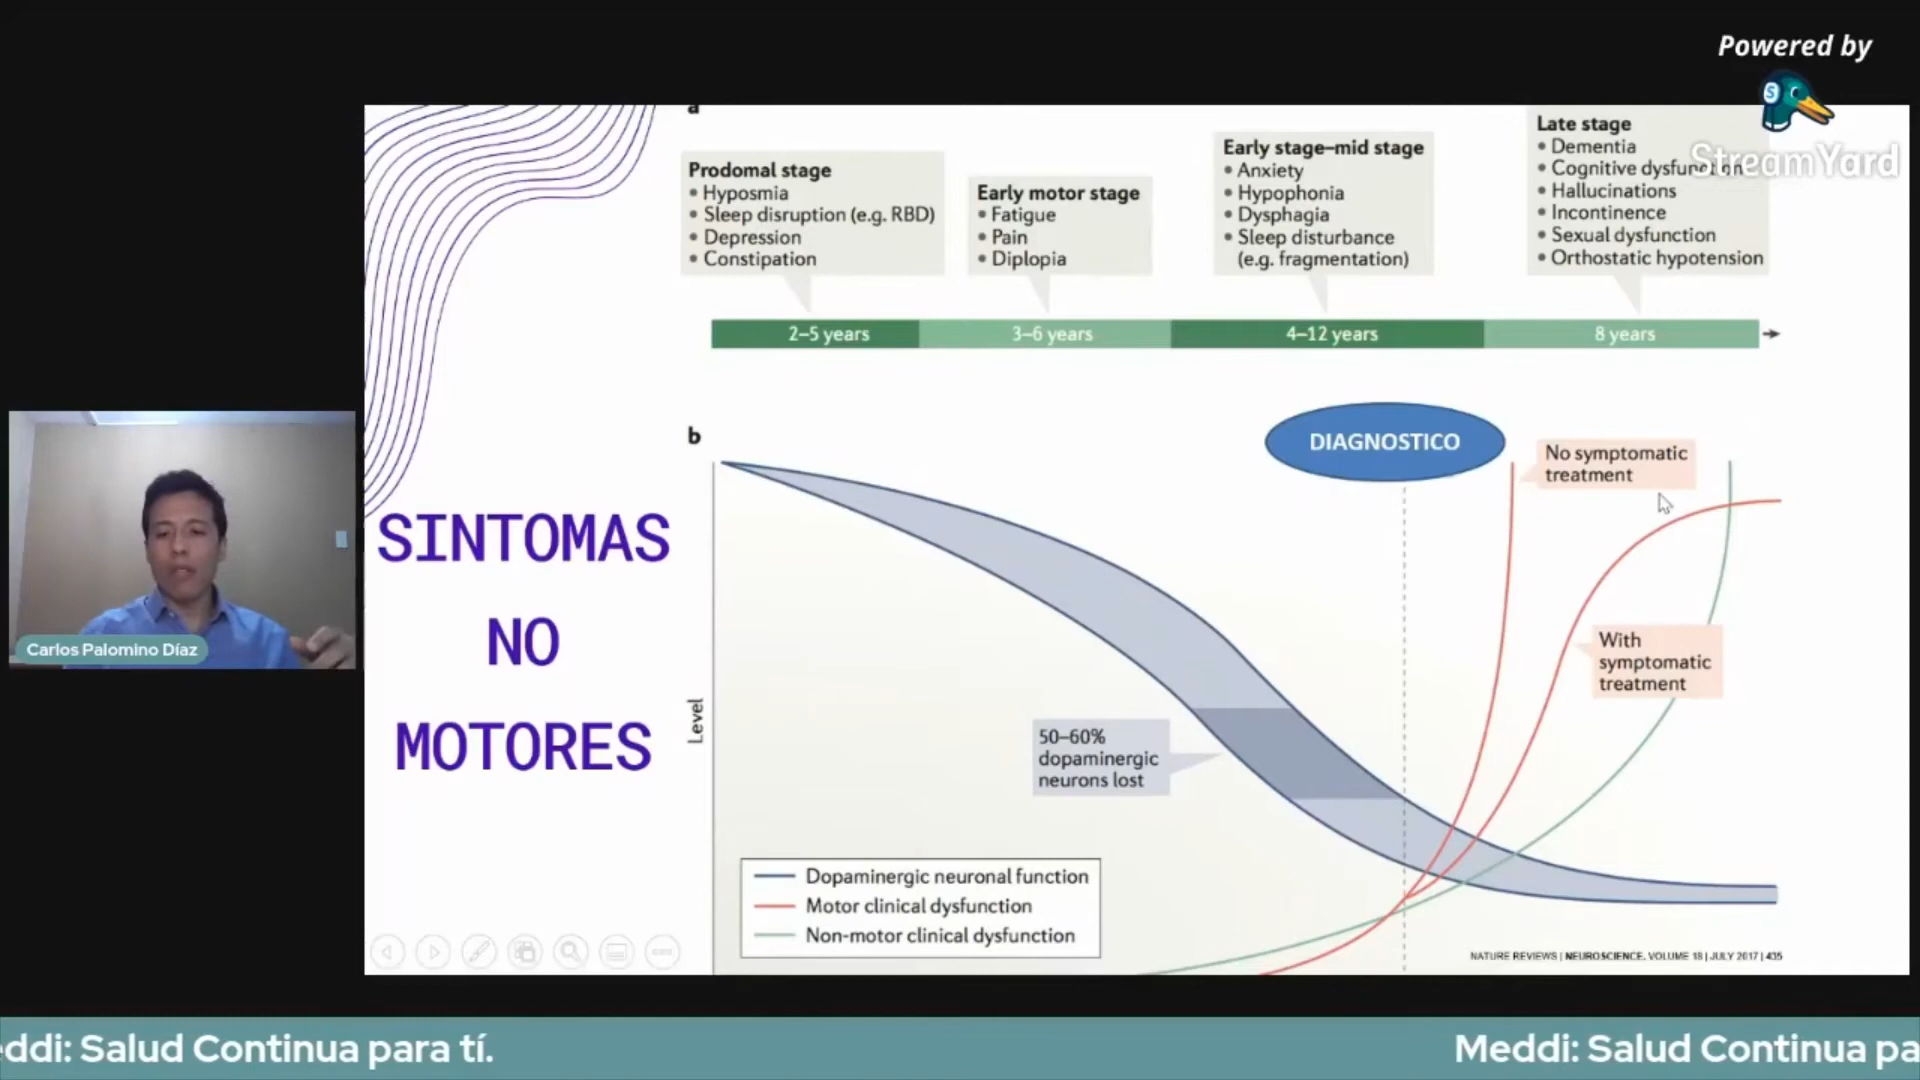 Powered by
StreamYard
a
Prodomal stage
• Hyposmia
• Sleep disruption (e.g. RBD)
• Depression
• Constipation
Early motor stage
• Fatigue
• Pain
• Diplopia
Early stage–mid stage
• Anxiety
• Hypophonia
• Dysphagia
• Sleep disturbance
(e.g. fragmentation)
Late stage
• Dementia
• Cognitive dysfunction
• Hallucinations
• Incontinence
• Sexual dysfunction
• Orthostatic hypotension
2–5 years
3–6 years
4–12 years
8 years
b
DIAGNOSTICO
No symptomatic
treatment
With
symptomatic
treatment
SINTOMAS
NO
MOTORES
Level
50–60%
dopaminergic
neurons lost
Dopaminergic neuronal function
Motor clinical dysfunction
Non-motor clinical dysfunction
NATURE REVIEWS | NEUROSCIENCE. VOLUME 18 | JULY 2017 | 435
Carlos Palomino Díaz
eddi: Salud Continua para tí.
Meddi: Salud Continua pa